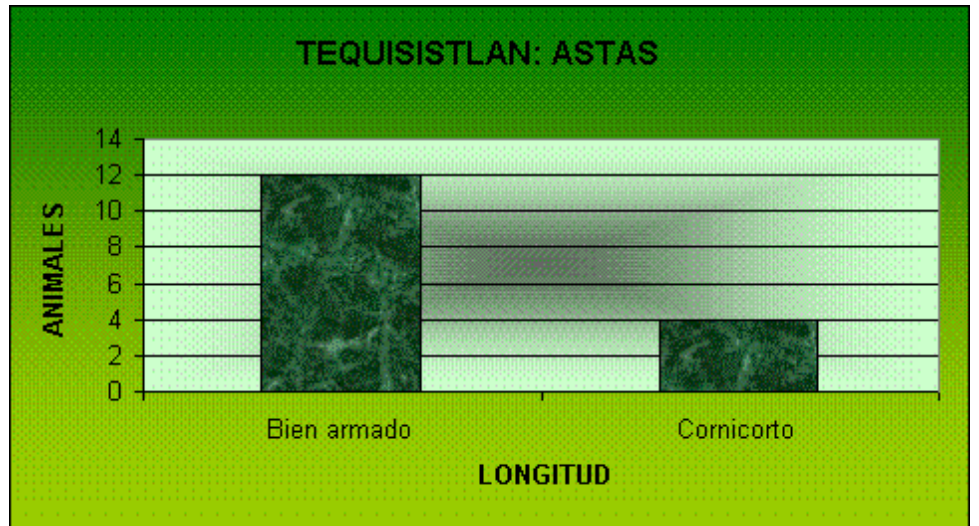 TEQUISISTLAN: ASTAS
14
12
10
8
6
4
2
0
ANIMALES
Bien armado Cornicorto
LONGITUD